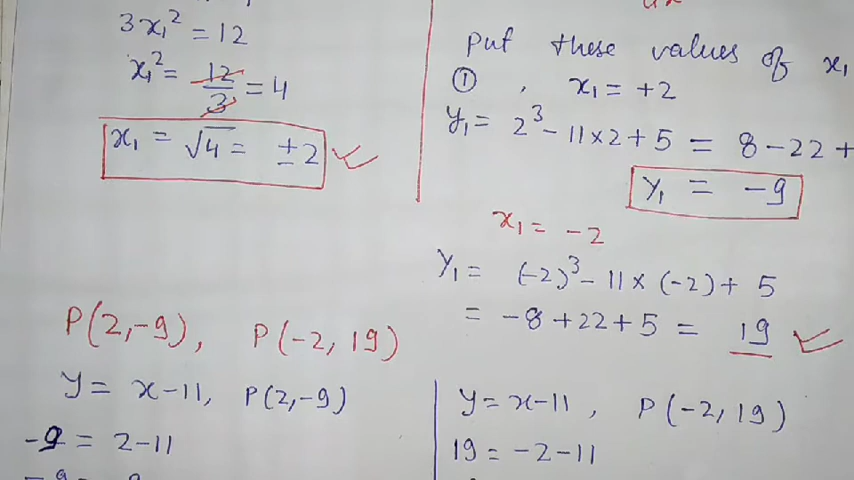 3x₁² = 12
x₁² = 12/3 = 4
x₁ = √4 = ±2
put these values of x₁
① , x₁ = +2
y₁ = 2³ - 11×2 + 5 = 8 - 22 +
y₁ = -9
x₁ = -2
y₁ = (-2)³ - 11 × (-2) + 5
= -8 + 22 + 5 = 19
P(2, -9), P(-2, 19)
y = x - 11, P(2, -9)
-9 = 2 - 11
y = x - 11, P(-2, 19)
19 = -2 - 11